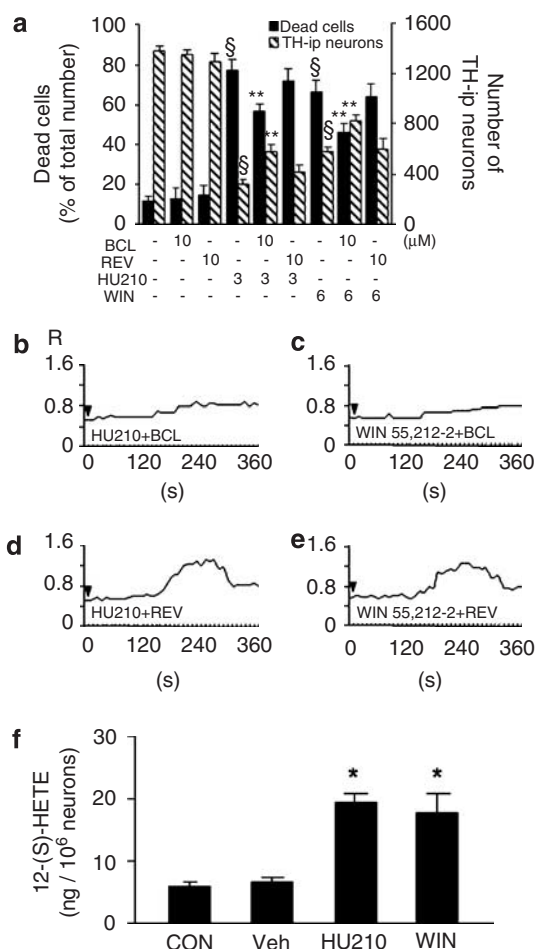 a
Dead cells
TH-ip neurons
Dead cells
(% of total number)
Number of
TH-ip neurons
100
80
60
40
20
0
1600
1200
800
400
0
§ § ** ** § § ** **
BCL - 10 - - 10 - - 10 - (μM)
REV - - 10 - - 10 - - 10
HU210 - - - 3 3 3 - - -
WIN - - - - - - 6 6 6
b
R
1.6
0.8
0
HU210+BCL
0 120 240 360
(s)
c
1.6
0.8
0
WIN 55,212-2+BCL
0 120 240 360
(s)
d
1.6
0.8
0
HU210+REV
0 120 240 360
(s)
e
1.6
0.8
0
WIN 55,212-2+REV
0 120 240 360
(s)
f
12-(S)-HETE
(ng / 10⁶ neurons)
30
20
10
0
* *
CON Veh HU210 WIN